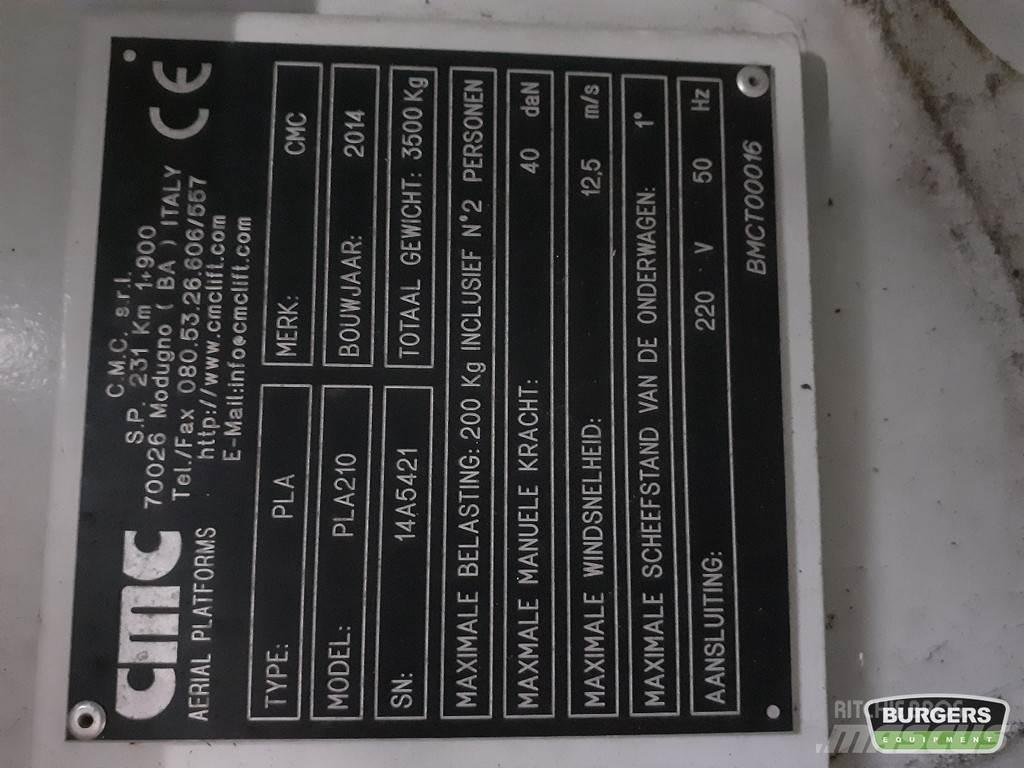 cmc
AERIAL PLATFORMS
C.M.C. s.r.l.
S.P. 231 Km 1+900
70026 Modugno ( BA ) ITALY
Tel./Fax 080.53.26.606/557
http://www.cmclift.com
E-Mail:info@cmclift.com
CE
TYPE: PLA
MERK: CMC
MODEL: PLA210
BOUWJAAR: 2014
SN: 14A5421
TOTAAL GEWICHT: 3500 Kg
MAXIMALE BELASTING: 200 Kg INCLUSIEF N°2 PERSONEN
MAXMALE MANUELE KRACHT: 40 daN
MAXIMALE WINDSNELHEID: 12,5 m/s
MAXIMALE SCHEEFSTAND VAN DE ONDERWAGEN: 1°
AANSLUITING: 220 V 50 Hz
BMCT00016
BURGERS
EQUIPMENT